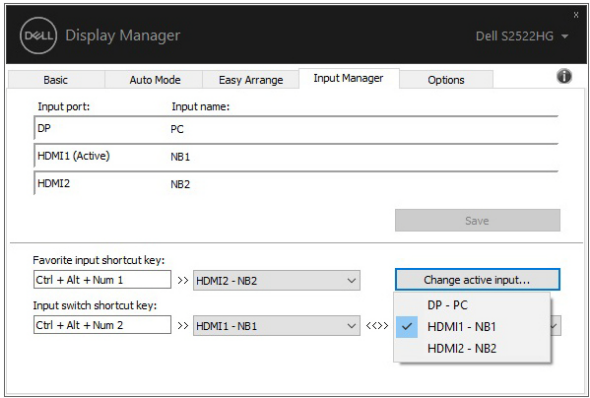 DELL Display Manager Dell S2522HG
x
Basic Auto Mode Easy Arrange Input Manager Options i
Input port: Input name:
DP PC
HDMI1 (Active) NB1
HDMI2 NB2
Save
Favorite input shortcut key:
Ctrl + Alt + Num 1 >> HDMI2 - NB2 Change active input...
DP - PC
Input switch shortcut key:
Ctrl + Alt + Num 2 >> HDMI1 - NB1 <<>> HDMI1 - NB1
HDMI2 - NB2